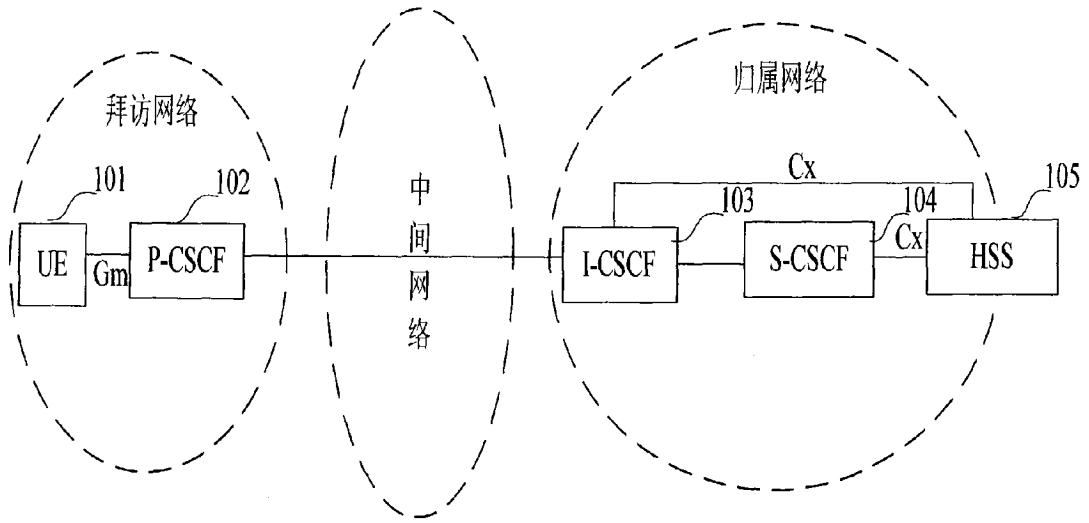 拜访网络
归属网络
中间网络
101
102
103
104
105
Cx
Cx
UE
Gm
P-CSCF
I-CSCF
S-CSCF
HSS